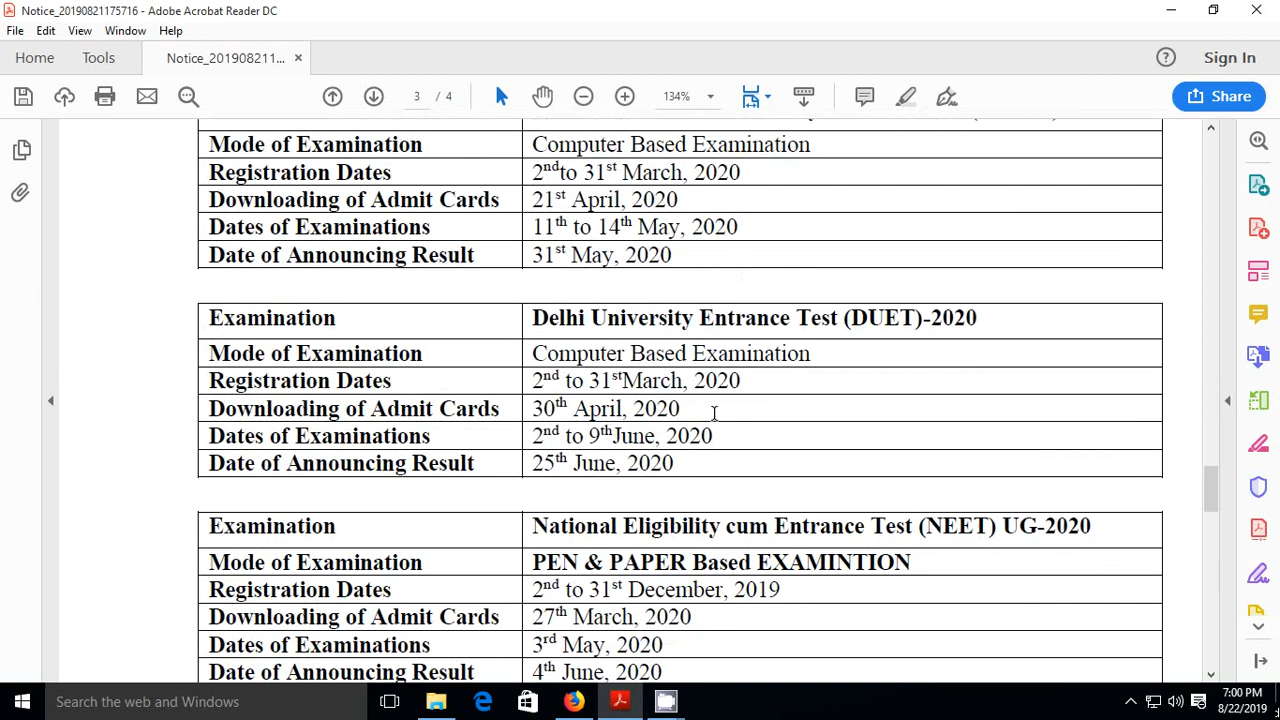 Notice_20190821175716 - Adobe Acrobat Reader DC
File Edit View Window Help
Home Tools Notice_201908211... × Sign In
3 / 4 134% Share
Mode of Examination Computer Based Examination
Registration Dates 2ndto 31st March, 2020
Downloading of Admit Cards 21st April, 2020
Dates of Examinations 11th to 14th May, 2020
Date of Announcing Result 31st May, 2020
Examination Delhi University Entrance Test (DUET)-2020
Mode of Examination Computer Based Examination
Registration Dates 2nd to 31stMarch, 2020
Downloading of Admit Cards 30th April, 2020
Dates of Examinations 2nd to 9thJune, 2020
Date of Announcing Result 25th June, 2020
Examination National Eligibility cum Entrance Test (NEET) UG-2020
Mode of Examination PEN & PAPER Based EXAMINTION
Registration Dates 2nd to 31st December, 2019
Downloading of Admit Cards 27th March, 2020
Dates of Examinations 3rd May, 2020
Date of Announcing Result 4th June, 2020
Search the web and Windows
7:00 PM
8/22/2019